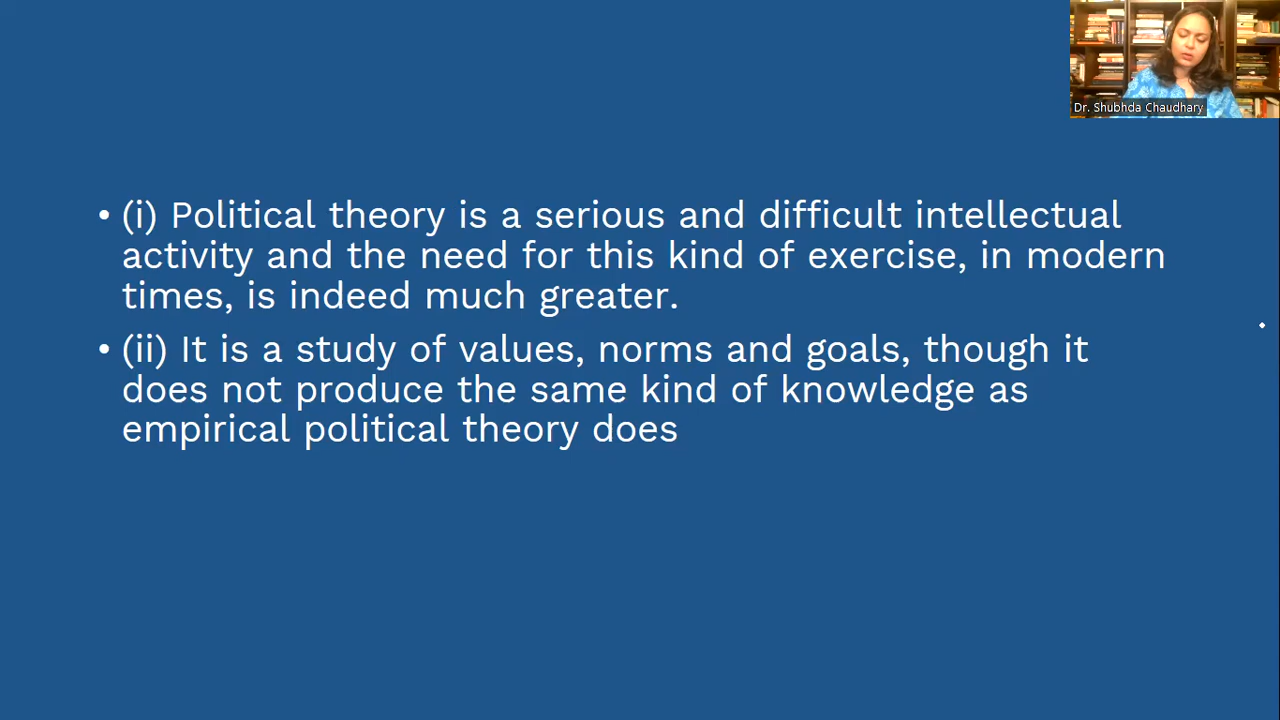 Dr. Shubhda Chaudhary
• (i) Political theory is a serious and difficult intellectual
activity and the need for this kind of exercise, in modern
times, is indeed much greater.
• (ii) It is a study of values, norms and goals, though it
does not produce the same kind of knowledge as
empirical political theory does